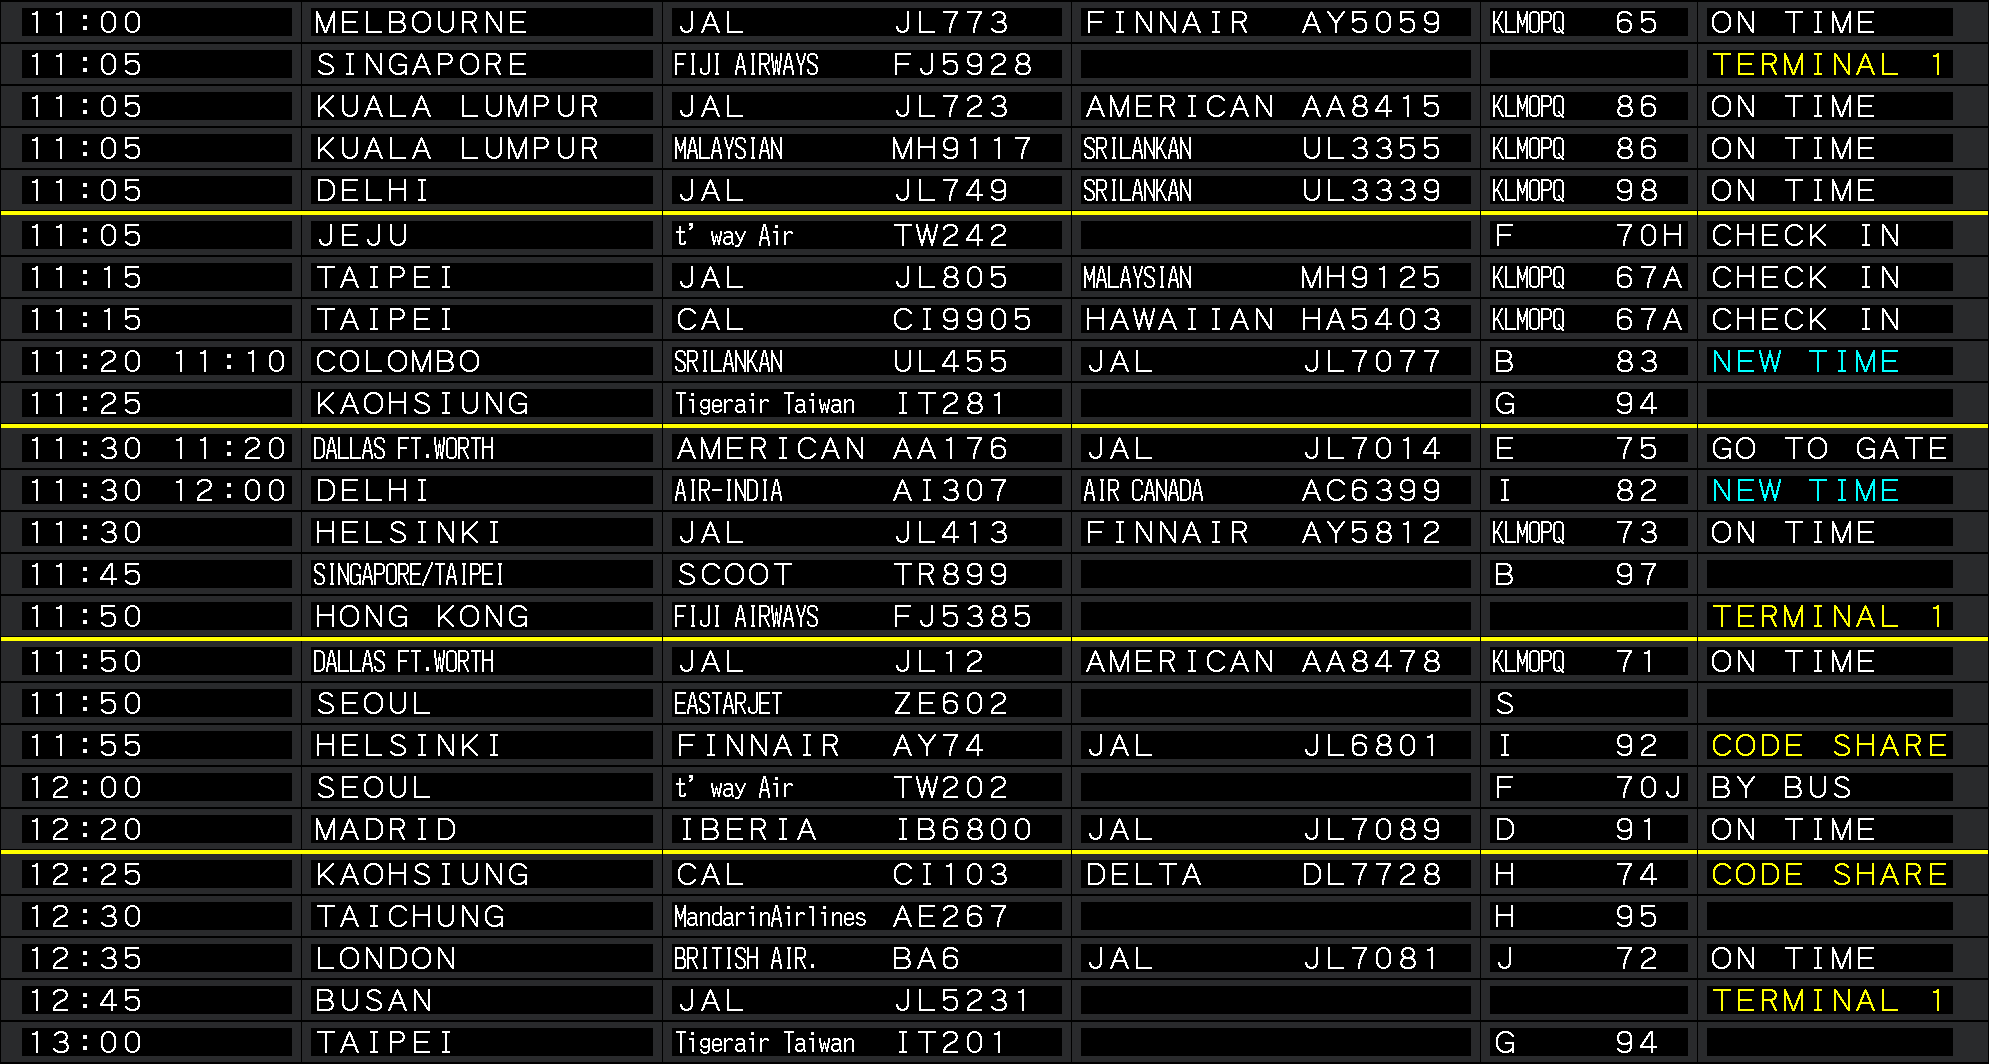 11:00 MELBOURNE JAL JL773 FINNAIR AY5059 KLMOPQ 65 ON TIME
11:05 SINGAPORE FIJI AIRWAYS FJ5928 TERMINAL 1
11:05 KUALA LUMPUR JAL JL723 AMERICAN AA8415 KLMOPQ 86 ON TIME
11:05 KUALA LUMPUR MALAYSIAN MH9117 SRILANKAN UL3355 KLMOPQ 86 ON TIME
11:05 DELHI JAL JL749 SRILANKAN UL3339 KLMOPQ 98 ON TIME
11:05 JEJU t' way Air TW242 F 70H CHECK IN
11:15 TAIPEI JAL JL805 MALAYSIAN MH9125 KLMOPQ 67A CHECK IN
11:15 TAIPEI CAL CI9905 HAWAIIAN HA5403 KLMOPQ 67A CHECK IN
11:20 11:10 COLOMBO SRILANKAN UL455 JAL JL7077 B 83 NEW TIME
11:25 KAOHSIUNG Tigerair Taiwan IT281 G 94
11:30 11:20 DALLAS FT.WORTH AMERICAN AA176 JAL JL7014 E 75 GO TO GATE
11:30 12:00 DELHI AIR-INDIA AI307 AIR CANADA AC6399 I 82 NEW TIME
11:30 HELSINKI JAL JL413 FINNAIR AY5812 KLMOPQ 73 ON TIME
11:45 SINGAPORE/TAIPEI SCOOT TR899 B 97
11:50 HONG KONG FIJI AIRWAYS FJ5385 TERMINAL 1
11:50 DALLAS FT.WORTH JAL JL12 AMERICAN AA8478 KLMOPQ 71 ON TIME
11:50 SEOUL EASTARJET ZE602 S
11:55 HELSINKI FINNAIR AY74 JAL JL6801 I 92 CODE SHARE
12:00 SEOUL t' way Air TW202 F 70J BY BUS
12:20 MADRID IBERIA IB6800 JAL JL7089 D 91 ON TIME
12:25 KAOHSIUNG CAL CI103 DELTA DL7728 H 74 CODE SHARE
12:30 TAICHUNG MandarinAirlines AE267 H 95
12:35 LONDON BRITISH AIR. BA6 JAL JL7081 J 72 ON TIME
12:45 BUSAN JAL JL5231 TERMINAL 1
13:00 TAIPEI Tigerair Taiwan IT201 G 94